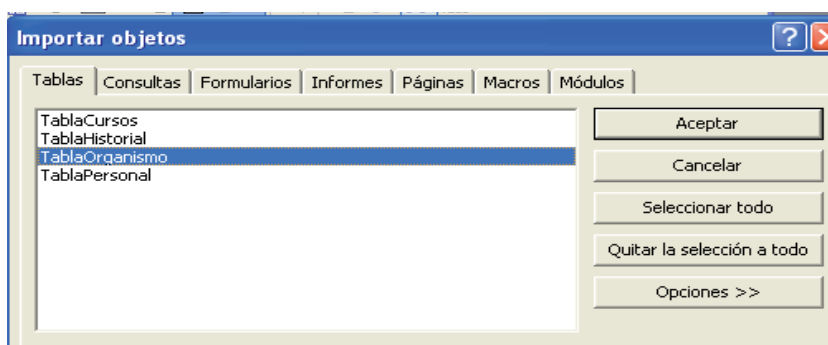 Importar objetos
Tablas Consultas Formularios Informes Páginas Macros Módulos
TablaCursos
TablaHistorial
TablaOrganismo
TablaPersonal
Aceptar
Cancelar
Seleccionar todo
Quitar la selección a todo
Opciones >>